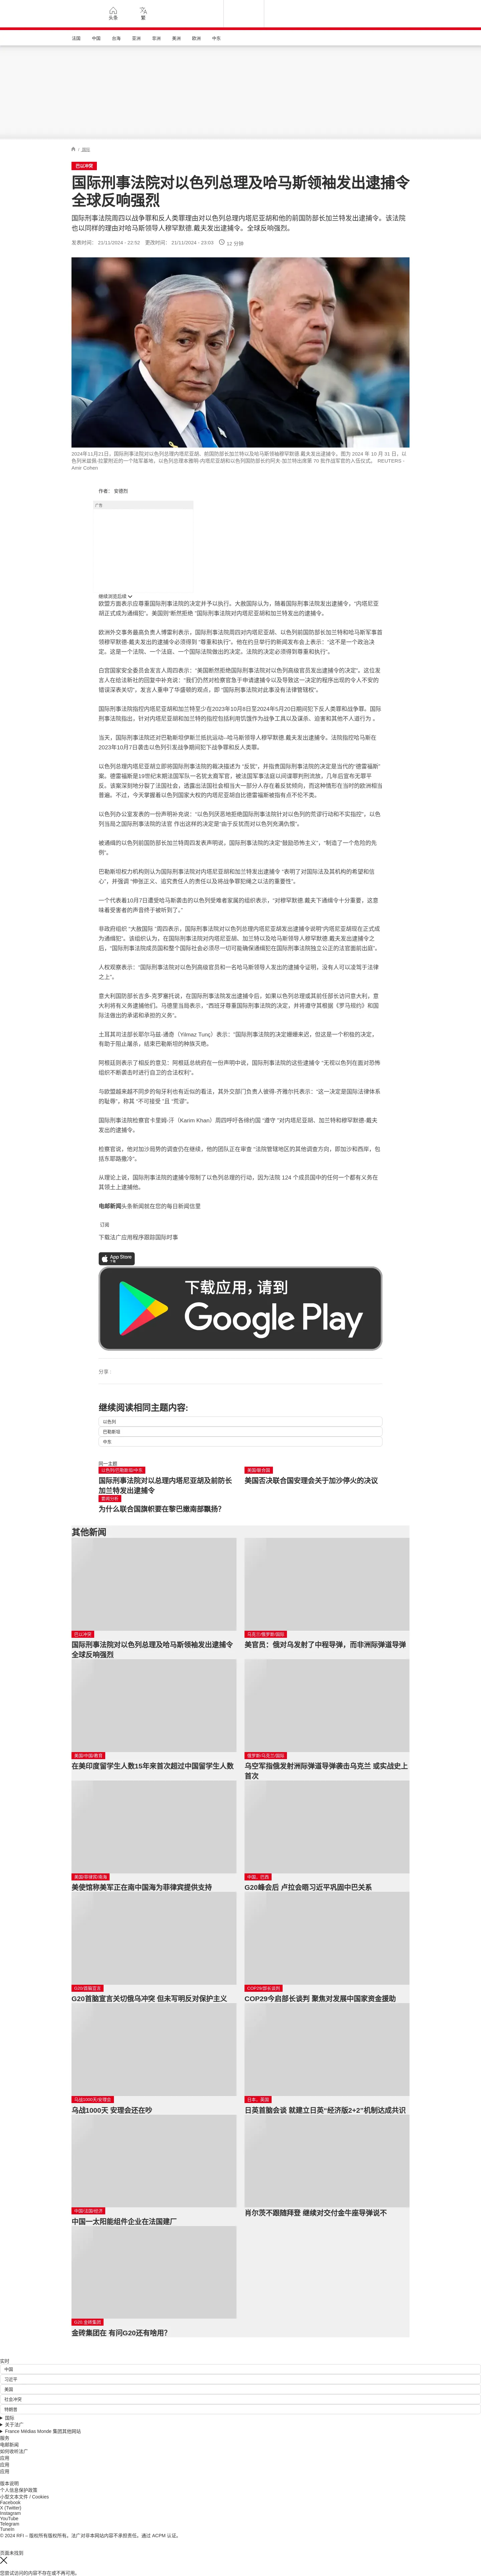 头条
繁
法国
中国
台海
亚洲
非洲
美洲
欧洲
中东
/ 国际
巴以冲突
国际刑事法院对以色列总理及哈马斯领袖发出逮捕令
全球反响强烈
国际刑事法院周四以战争罪和反人类罪理由对以色列总理内塔尼亚胡和他的前国防部长加兰特发出逮捕令。该法院
也以同样的理由对哈马斯领导人穆罕默德.戴夫发出逮捕令。全球反响强烈。
发表时间： 21/11/2024 - 22:52 更改时间： 21/11/2024 - 23:03 12 分钟
2024年11月21日，国际刑事法院对以色列总理内塔尼亚胡、前国防部长加兰特以及哈马斯领袖穆罕默德.戴夫发出逮捕令。图为 2024 年 10 月 31 日，以
色列米兹佩·拉蒙附近的一个陆军基地，以色列总理本雅明·内塔尼亚胡和以色列国防部长约夫·加兰特出席第 70 批作战军官的入伍仪式。 REUTERS -
Amir Cohen
作者： 安德烈
广告
继续浏览后续
欧盟方面表示应尊重国际刑事法院的决定并予以执行。大赦国际认为，随着国际刑事法院发出逮捕令，“内塔尼亚
胡正式成为通缉犯”。美国则“断然拒绝 ”国际刑事法院对内塔尼亚胡和加兰特发出的逮捕令。
欧洲外交事务最高负责人博雷利表示，国际刑事法院周四对内塔尼亚胡、以色列前国防部长加兰特和哈马斯军事首
领穆罕默德·戴夫发出的逮捕令必须得到 “尊重和执行”。他在约旦举行的新闻发布会上表示：“这不是一个政治决
定。这是一个法院、一个法庭、一个国际法院做出的决定。法院的决定必须得到尊重和执行”。
白宫国家安全委员会发言人周四表示：“美国断然拒绝国际刑事法院对以色列高级官员发出逮捕令的决定”。这位发
言人在给法新社的回复中补充说：“我们仍然对检察官急于申请逮捕令以及导致这一决定的程序出现的令人不安的
错误深表关切”，发言人重申了华盛顿的观点，即 “国际刑事法院对此事没有法律管辖权”。
国际刑事法院指控内塔尼亚胡和加兰特至少在2023年10月8日至2024年5月20日期间犯下反人类罪和战争罪。国际
刑事法院指出，针对内塔尼亚胡和加兰特的指控包括利用饥饿作为战争工具以及谋杀、迫害和其他不人道行为 。
当天，国际刑事法院还对巴勒斯坦伊斯兰抵抗运动--哈马斯领导人穆罕默德.戴夫发出逮捕令。法院指控哈马斯在
2023年10月7日袭击以色列引发战争期间犯下战争罪和反人类罪。
以色列总理内塔尼亚胡立即将国际刑事法院的裁决描述为 “反犹”，并指责国际刑事法院的决定是当代的“德雷福斯”
案。德雷福斯是19世纪末期法国军队一名犹太裔军官，被法国军事法庭以间谍罪判刑流放，几年后宣布无罪平
反。该案深刻地分裂了法国社会，透露出法国社会相当大一部分人存在着反犹倾向，而这种情形在当时的欧洲相当
普遍。不过，今天掌握着以色列国家大权的内塔尼亚胡自比德雷福斯被指有点不伦不类。
以色列办公室发表的一份声明补充说：“以色列厌恶地拒绝国际刑事法院针对以色列的荒谬行动和不实指控”，以色
列当局之国际刑事法院的法官 作出这样的决定是“由于反犹而对以色列充满仇恨”。
被通缉的以色列前国防部长加兰特周四发表声明说，国际刑事法院的决定“鼓励恐怖主义”，“制造了一个危险的先
例”。
巴勒斯坦权力机构则认为国际刑事法院对内塔尼亚胡和加兰特发出逮捕令 “表明了对国际法及其机构的希望和信
心”，并强调 “伸张正义、追究责任人的责任以及将战争罪犯绳之以法的重要性”。
一个代表着10月7日遭受哈马斯袭击的以色列受难者家属的组织表示，“对穆罕默德.戴夫下通缉令十分重要，这意
味着受害者的声音终于被听到了。”
非政府组织 “大赦国际 ”周四表示，国际刑事法院对以色列总理内塔尼亚胡发出逮捕令说明“内塔尼亚胡现在正式成
为通缉犯”。该组织认为，在国际刑事法院对内塔尼亚胡、加兰特以及哈马斯领导人穆罕默德.戴夫发出逮捕令之
后，“国际刑事法院成员国和整个国际社会必须尽一切可能确保通缉犯在国际刑事法院独立公正的法官面前出庭”。
人权观察表示：“国际刑事法院对以色列高级官员和一名哈马斯领导人发出的逮捕令证明，没有人可以凌驾于法律
之上”。
意大利国防部长吉多·克罗塞托说，在国际刑事法院发出逮捕令后，如果以色列总理或其前任部长访问意大利，意
大利将有义务逮捕他们。马德里当局表示，“西班牙尊重国际刑事法院的决定，并将遵守其根据《罗马规约》和国
际法做出的承诺和承担的义务”。
土耳其司法部长耶尔马兹-通奇（Yilmaz Tunç）表示：“国际刑事法院的决定姗姗来迟，但这是一个积极的决定。
有助于阻止屠杀，结束巴勒斯坦的种族灭绝。
阿根廷则表示了相反的意见：阿根廷总统府在一份声明中说，国际刑事法院的这些逮捕令 “无视以色列在面对恐怖
组织不断袭击时进行自卫的合法权利”。
与欧盟越来越不同步的匈牙利也有近似的看法，其外交部门负责人彼得·齐雅尔托表示：“这一决定是国际法律体系
的耻辱”，称其 “不可接受 ”且 “荒谬”。
国际刑事法院检察官卡里姆-汗（Karim Khan）周四呼吁各缔约国 “遵守 ”对内塔尼亚胡、加兰特和穆罕默德·戴夫
发出的逮捕令。
检察官说，他对加沙局势的调查仍在继续，他的团队正在审查 “法院管辖地区的其他调查方向，即加沙和西岸，包
括东耶路撒冷”。
从理论上说，国际刑事法院的逮捕令限制了以色列总理的行动，因为法院 124 个成员国中的任何一个都有义务在
其领土上逮捕他。
电邮新闻头条新闻就在您的每日新闻信里
订阅
下载法广应用程序跟踪国际时事
App Store
下载
下载应用，请到
Google Play
分享 :
继续阅读相同主题内容:
以色列
巴勒斯坦
中东
同一主题
以色列/巴勒斯坦/中东
国际刑事法院对以总理内塔尼亚胡及前防长
加兰特发出逮捕令
美国/联合国
美国否决联合国安理会关于加沙停火的决议
要闻分析
为什么联合国旗帜要在黎巴嫩南部飘扬?
其他新闻
巴以冲突
国际刑事法院对以色列总理及哈马斯领袖发出逮捕令
全球反响强烈
乌克兰/俄罗斯/国际
美官员：俄对乌发射了中程导弹，而非洲际弹道导弹
美国/中国/教育
在美印度留学生人数15年来首次超过中国留学生人数
俄罗斯/乌克兰/国际
乌空军指俄发射洲际弹道导弹袭击乌克兰 或实战史上
首次
美国/菲律宾/南海
美使馆称美军正在南中国海为菲律宾提供支持
中国、巴西
G20峰会后 卢拉会晤习近平巩固中巴关系
G20/首脑宣言
G20首脑宣言关切俄乌冲突 但未写明反对保护主义
COP29/部长谈判
COP29今启部长谈判 聚焦对发展中国家资金援助
乌战1000天/安理会
乌战1000天 安理会还在吵
日本、英国
日英首脑会谈 就建立日英“经济版2+2”机制达成共识
中国/法国/经济
中国一太阳能组件企业在法国建厂
肖尔茨不跟随拜登 继续对交付金牛座导弹说不
G20 金砖集团
金砖集团在 有问G20还有啥用?
实时
中国
习近平
美国
社会冲突
特朗普
国际
关于法广
France Médias Monde 集团其他网站
服务
电邮新闻
如何收听法广
应用
应用
应用
版本说明
个人信息保护政策
小型文本文件 / Cookies
Facebook
X (Twitter)
Instagram
YouTube
Telegram
TuneIn
© 2024 RFI – 版权所有版权所有。法广对非本网站内容不承担责任。通过 ACPM 认证。
页面未找到
您尝试访问的内容不存在或不再可用。